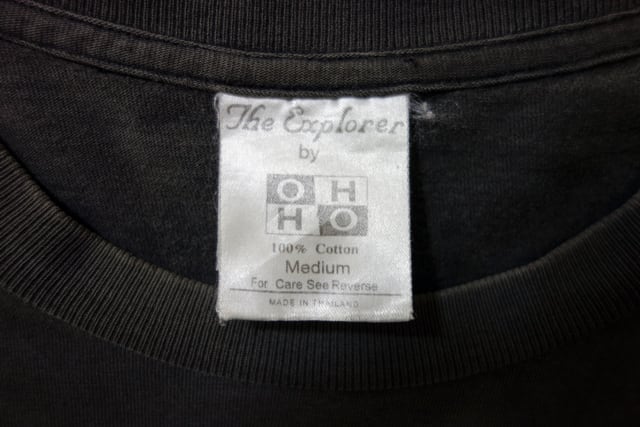 The Explorer
by
OH
HO
100% Cotton
Medium
For Care See Reverse
MADE IN THAILAND